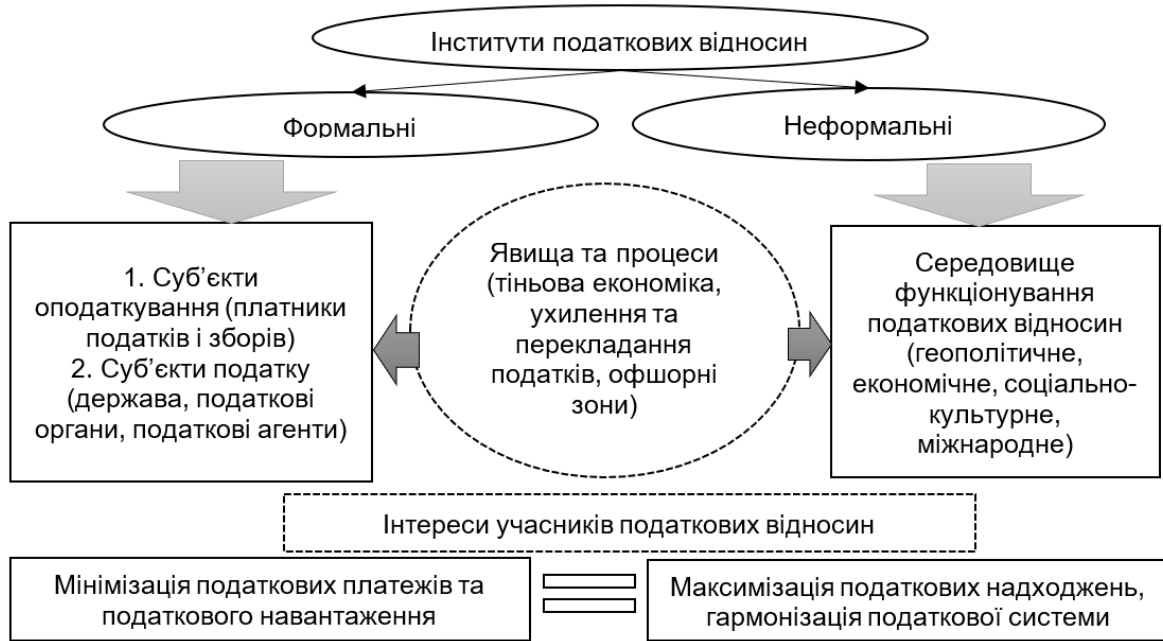 Інститути податкових відносин
Формальні
Неформальні
1. Суб’єкти
оподаткування (платники
податків і зборів)
2. Суб’єкти податку
(держава, податкові
органи, податкові агенти)
Явища та процеси
(тіньова економіка,
ухилення та
перекладання
податків, офшорні
зони)
Середовище
функціонування
податкових відносин
(геополітичне,
економічне, соціально-
культурне,
міжнародне)
Інтереси учасників податкових відносин
Мінімізація податкових платежів та
податкового навантаження
Максимізація податкових надходжень,
гармонізація податкової системи